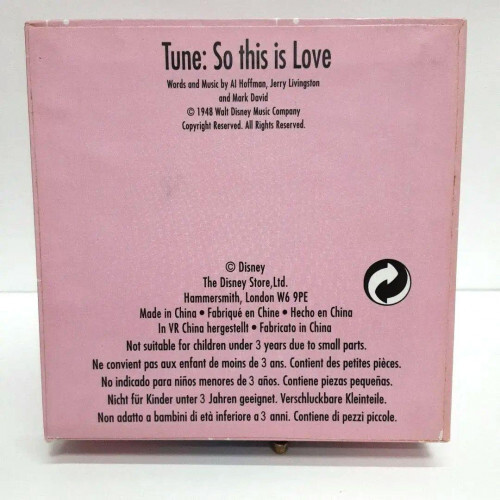 Tune: So this is Love
Words and Music by Al Hoffman, Jerry Livingston
and Mark David
© 1948 Walt Disney Music Company
Copyright Reserved. All Rights Reserved.
© Disney
The Disney Store,Ltd.
Hammersmith, London W6 9PE
Made in China • Fabriqué en Chine • Hecho en China
In VR China hergestellt • Fabricato in China
Not suitable for children under 3 years due to small parts.
Ne convient pas aux enfant de moins de 3 ans. Contient des petites pièces.
No indicado para niños menores de 3 años. Contiene piezas pequeñas.
Nicht für Kinder unter 3 Jahren geeignet. Verschluckbare Kleinteile.
Non adatto a bambini di età inferiore a 3 anni. Contiene di pezzi piccole.